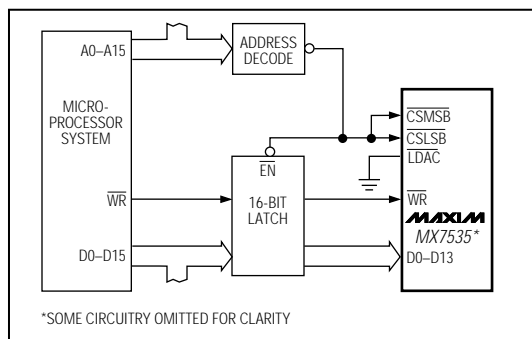 A0–A15
ADDRESS
DECODE
MICRO-
PROCESSOR
SYSTEM
CSMSB
CSLSB
LDAC
EN
WR
16-BIT
LATCH
WR
MAXIM
MX7535*
D0–D15
D0–D13
*SOME CIRCUITRY OMITTED FOR CLARITY